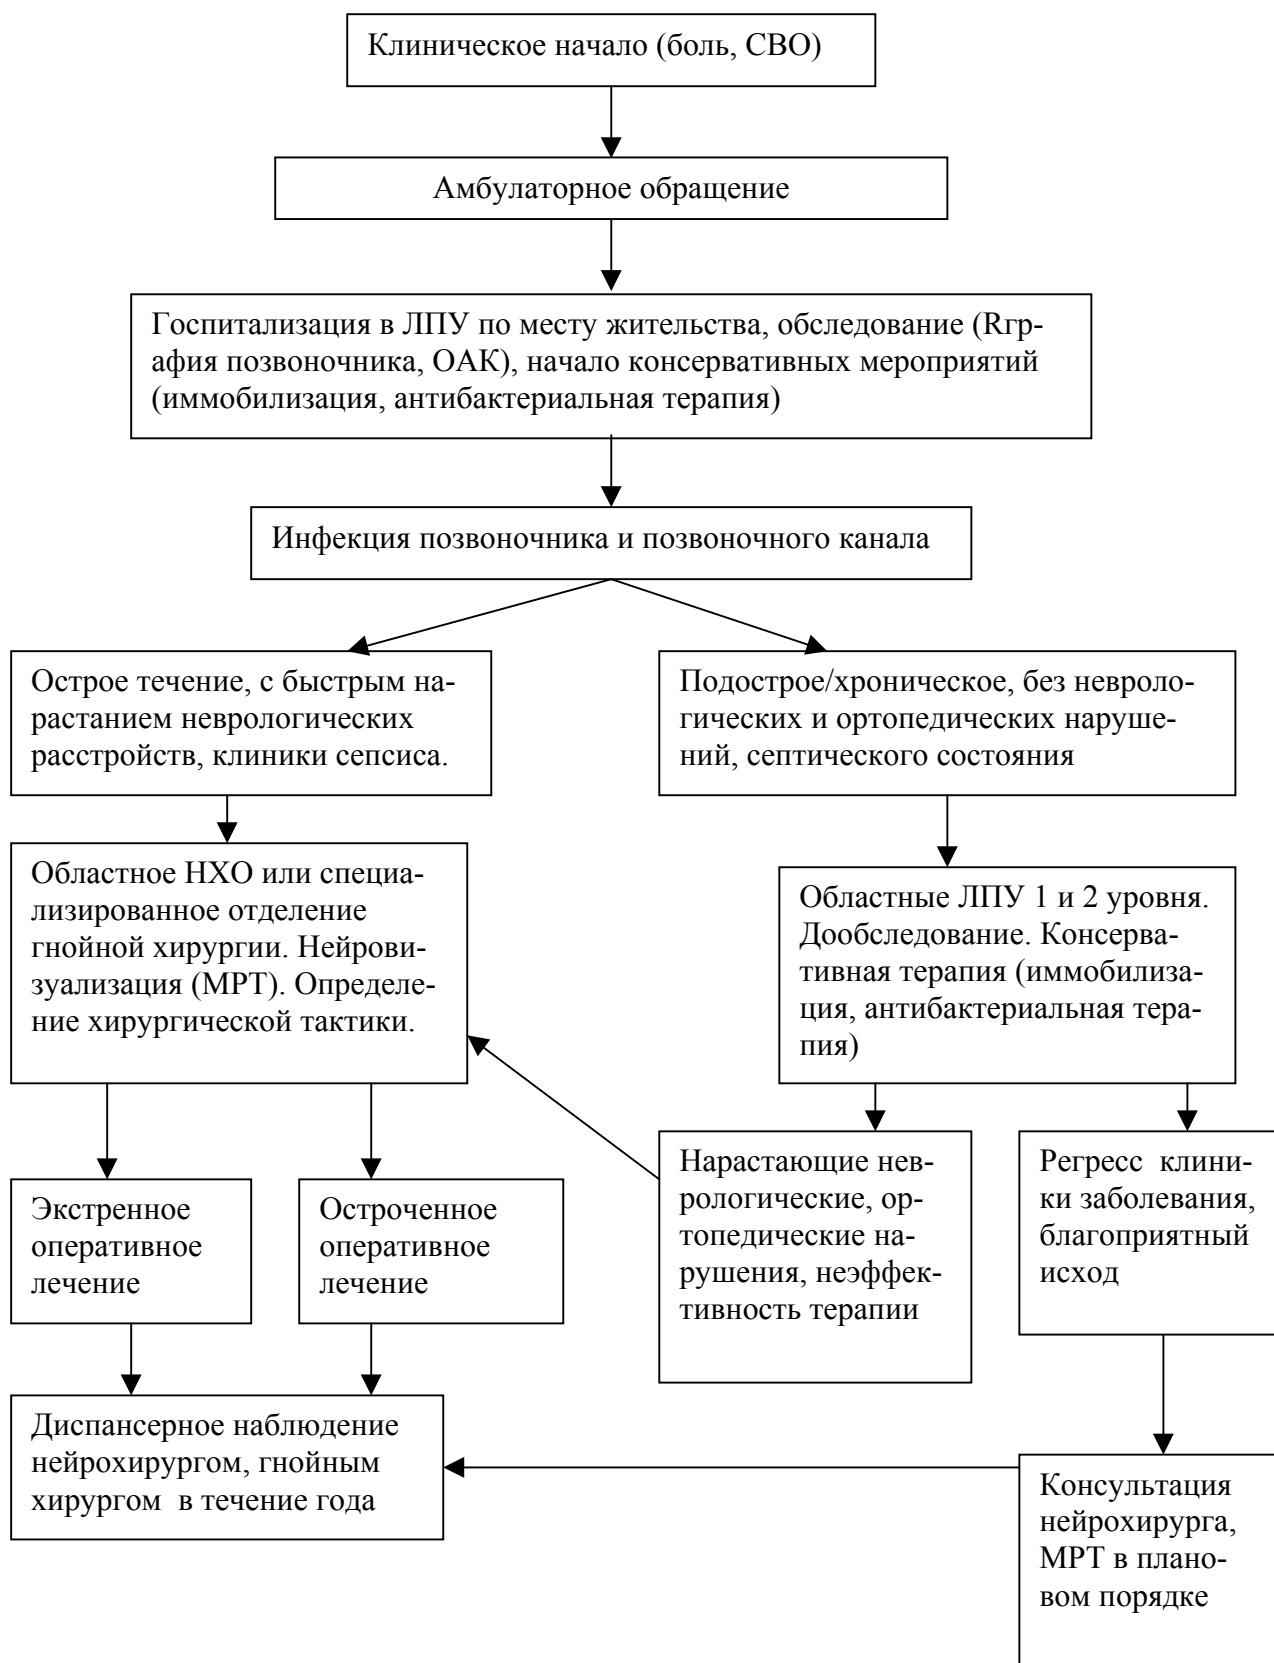 Клиническое начало (боль, СВО)
Амбулаторное обращение
Госпитализация в ЛПУ по месту жительства, обследование (Rгр-
афия позвоночника, ОАК), начало консервативных мероприятий
(иммобилизация, антибактериальная терапия)
Инфекция позвоночника и позвоночного канала
Острое течение, с быстрым на-
растанием неврологических
расстройств, клиники сепсиса.
Подострое/хроническое, без невроло-
гических и ортопедических наруше-
ний, септического состояния
Областное НХО или специа-
лизированное отделение
гнойной хирургии. Нейрови-
зуализация (МРТ). Определе-
ние хирургической тактики.
Областные ЛПУ 1 и 2 уровня.
Дообследование. Консерва-
тивная терапия (иммобилиза-
ция, антибактериальная тера-
пия)
Экстренное
оперативное
лечение
Остроченное
оперативное
лечение
Нарастающие нев-
рологические, ор-
топедические на-
рушения, неэффек-
тивность терапии
Регресс клини-
ки заболевания,
благоприятный
исход
Диспансерное наблюдение
нейрохирургом, гнойным
хирургом в течение года
Консультация
нейрохирурга,
МРТ в плано-
вом порядке